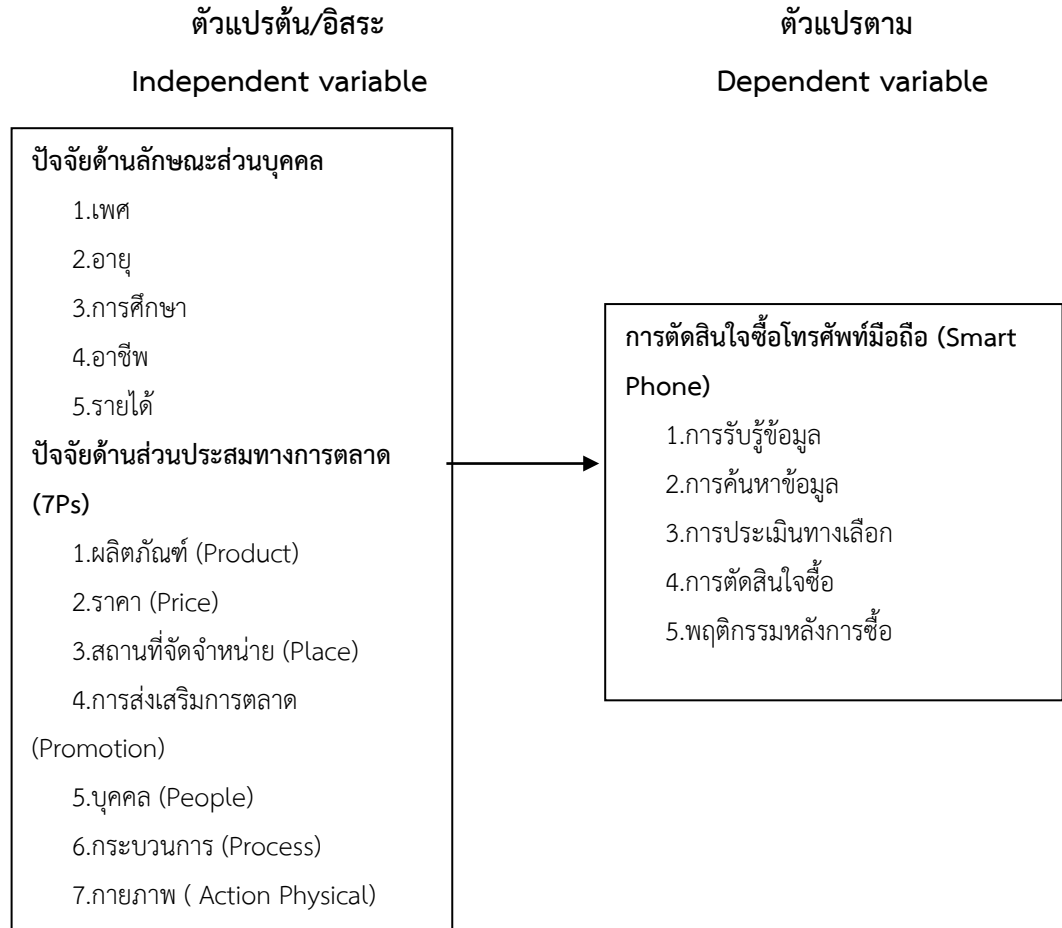 ตัวแปรต้น/อิสระ
Independent variable
ปัจจัยด้านลักษณะส่วนบุคคล
1.เพศ
2.อายุ
3.การศึกษา
4.อาชีพ
5.รายได้
ปัจจัยด้านส่วนประสมทางการตลาด
(7Ps)
1.ผลิตภัณฑ์ (Product)
2.ราคา (Price)
3.สถานที่จัดจำหน่าย (Place)
4.การส่งเสริมการตลาด
(Promotion)
5.บุคคล (People)
6.กระบวนการ (Process)
7.กายภาพ ( Action Physical)
ตัวแปรตาม
Dependent variable
การตัดสินใจซื้อโทรศัพท์มือถือ (Smart
Phone)
1.การรับรู้ข้อมูล
2.การค้นหาข้อมูล
3.การประเมินทางเลือก
4.การตัดสินใจซื้อ
5.พฤติกรรมหลังการซื้อ